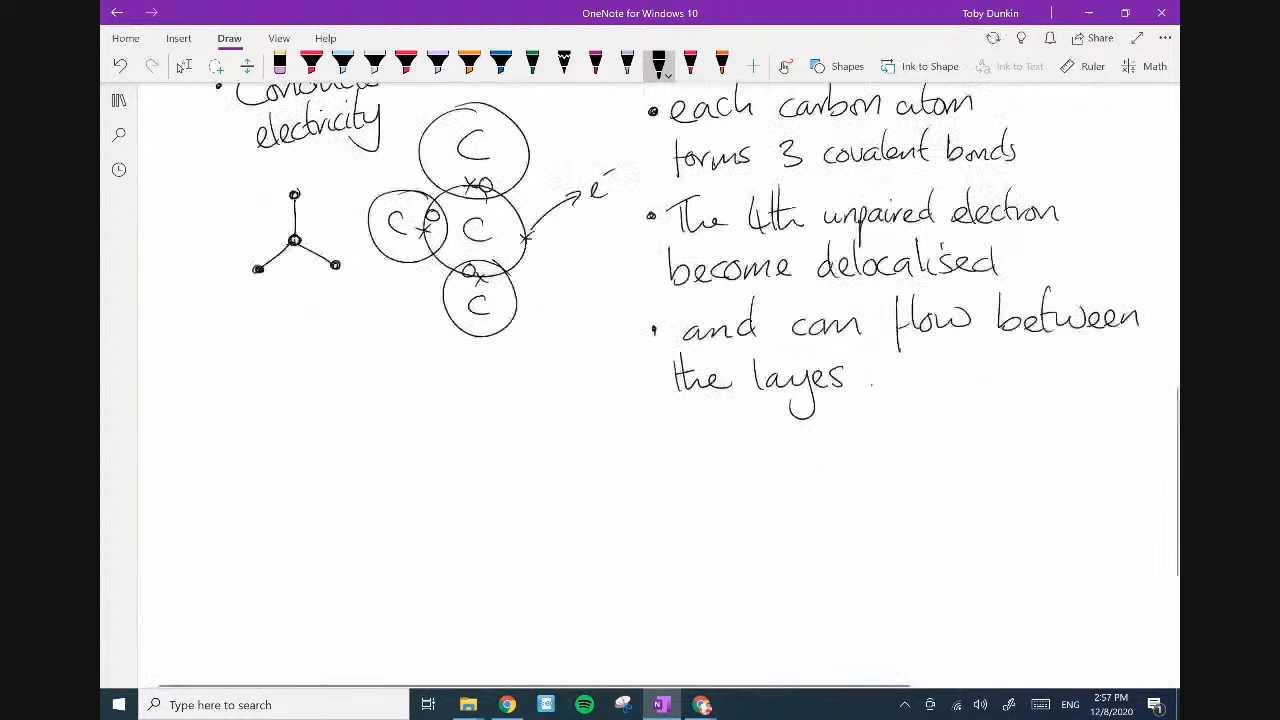 OneNote for Windows 10
Toby Dunkin
Home
Insert
Draw
View
Help
Share
Shapes
Ink to Shape
Ink to Text
Ruler
Math
electricity
C
C
C
C
e⁻
• each carbon atom
forms 3 covalent bonds
• The 4th unpaired electron
become delocalised
• and can flow between
the layes .
Type here to search
ENG
2:57 PM
12/8/2020